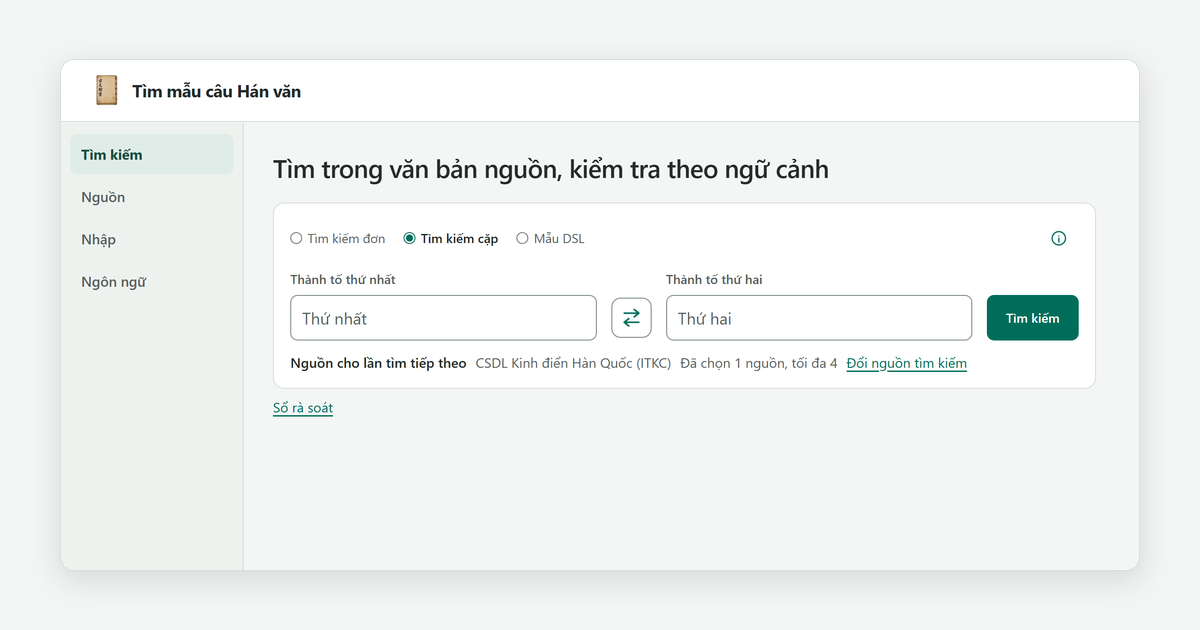 Tìm mẫu câu Hán văn
Tìm kiếm
Nguồn
Nhập
Ngôn ngữ
Tìm trong văn bản nguồn, kiểm tra theo ngữ cảnh
Tìm kiếm đơn Tìm kiếm cặp Mẫu DSL
Thành tố thứ nhất Thành tố thứ hai
Thứ nhất Thứ hai Tìm kiếm
Nguồn cho lần tìm tiếp theo CSDL Kinh điển Hàn Quốc (ITKC) Đã chọn 1 nguồn, tối đa 4 Đổi nguồn tìm kiếm
Sổ rà soát